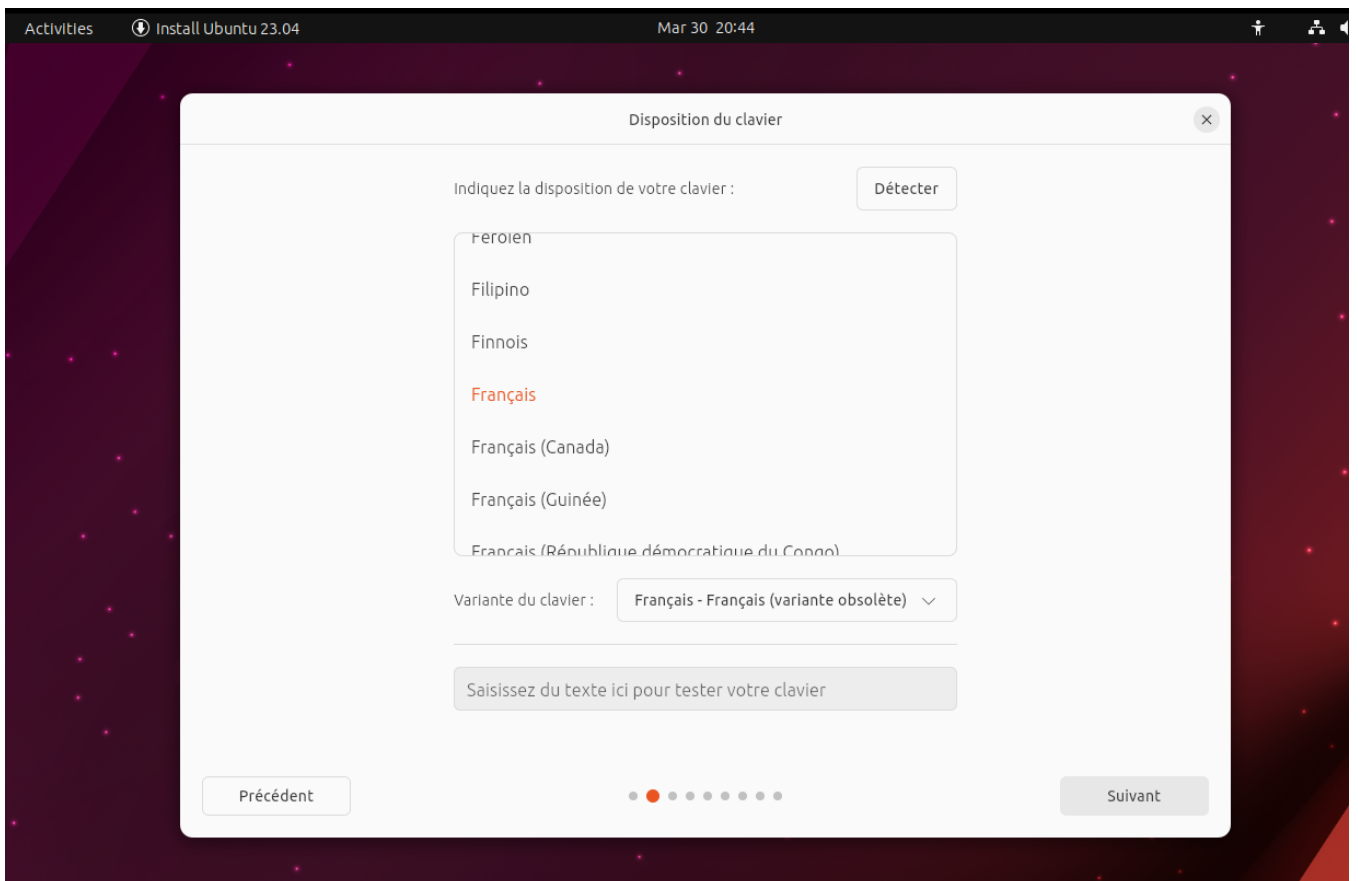 Activities Install Ubuntu 23.04 Mar 30 20:44
Disposition du clavier
Indiquez la disposition de votre clavier : Détecter
Féroïen
Filipino
Finnois
Français
Français (Canada)
Français (Guinée)
Français (République démocratique du Congo)
Variante du clavier : Français - Français (variante obsolète)
Saisissez du texte ici pour tester votre clavier
Précédent Suivant